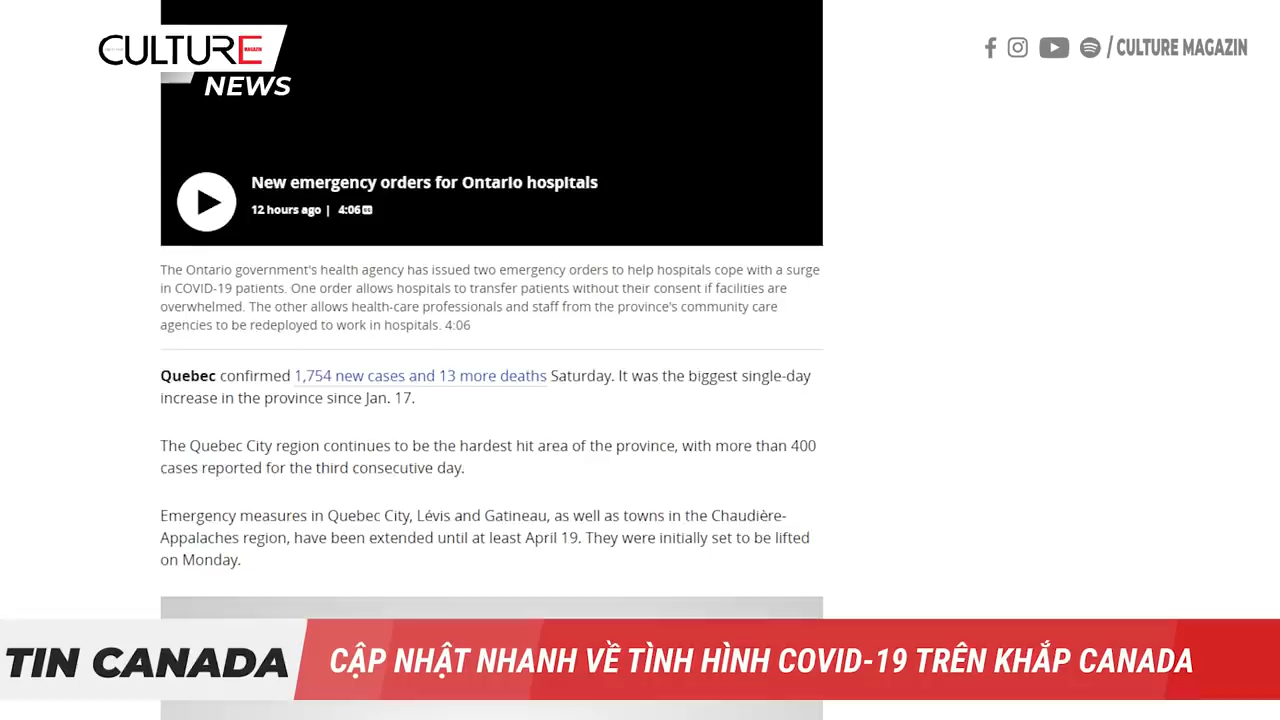 CULTURE
MAGAZIN
NEWS
/ CULTURE MAGAZIN
New emergency orders for Ontario hospitals
12 hours ago | 4:06 CC
The Ontario government's health agency has issued two emergency orders to help hospitals cope with a surge
in COVID-19 patients. One order allows hospitals to transfer patients without their consent if facilities are
overwhelmed. The other allows health-care professionals and staff from the province's community care
agencies to be redeployed to work in hospitals. 4:06
Quebec confirmed 1,754 new cases and 13 more deaths Saturday. It was the biggest single-day
increase in the province since Jan. 17.
The Quebec City region continues to be the hardest hit area of the province, with more than 400
cases reported for the third consecutive day.
Emergency measures in Quebec City, Lévis and Gatineau, as well as towns in the Chaudière-
Appalaches region, have been extended until at least April 19. They were initially set to be lifted
on Monday.
TIN CANADA
CẬP NHẬT NHANH VỀ TÌNH HÌNH COVID-19 TRÊN KHẮP CANADA